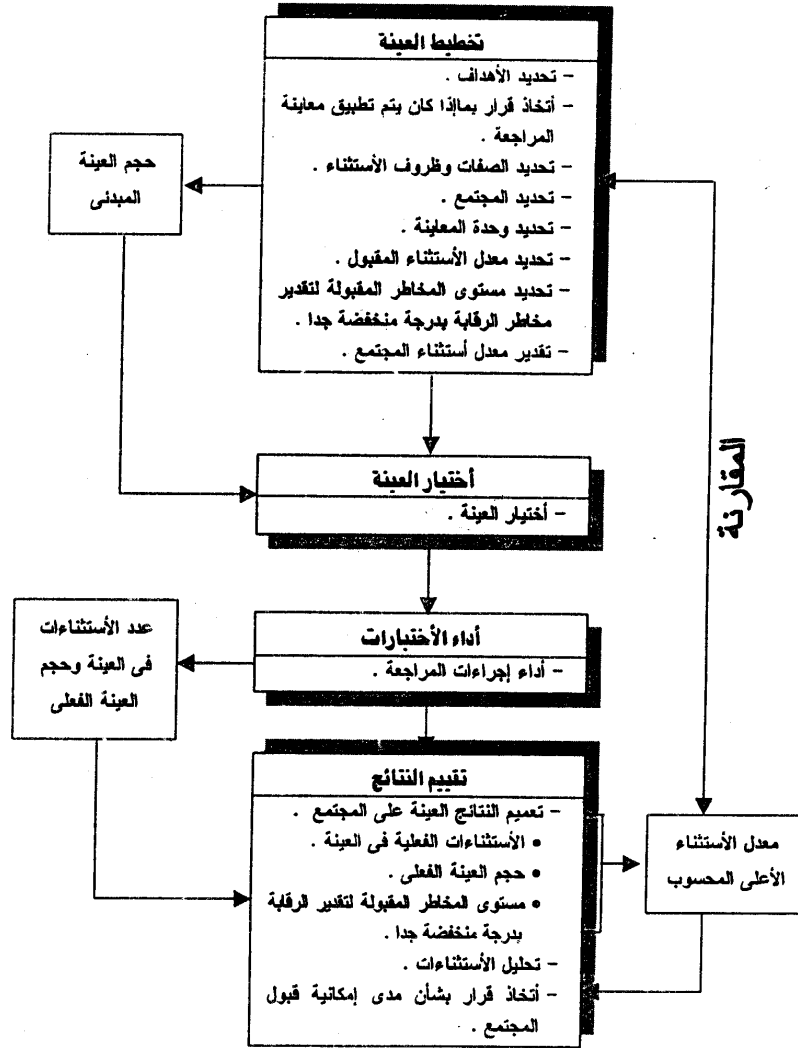 تخطيط العينة
- تحديد الأهداف .
- أتخاذ قرار بماإذا كان يتم تطبيق معاينة
المراجعة .
- تحديد الصفات وظروف الأستثناء .
- تحديد المجتمع .
- تحديد وحدة المعاينة .
- تحديد معدل الأستثناء المقبول .
- تحديد مستوى المخاطر المقبولة لتقدير
مخاطر الرقابة بدرجة منخفضة جدا .
- تقدير معدل أستثناء المجتمع .
حجم العينة
المبدئى
أختيار العينة
- أختيار العينة .
المقارنة
أداء الأختبارات
- أداء إجراءات المراجعة .
عدد الأستثناءات
فى العينة وحجم
العينة الفعلى
تقييم النتائج
- تعميم النتائج العينة على المجتمع .
• الأستثناءات الفعلية فى العينة .
• حجم العينة الفعلى .
• مستوى المخاطر المقبولة لتقدير الرقابة
بدرجة منخفضة جدا .
- تحليل الأستثناءات .
- أتخاذ قرار بشأن مدى إمكانية قبول
المجتمع .
معدل الأستثناء
الأعلى المحسوب